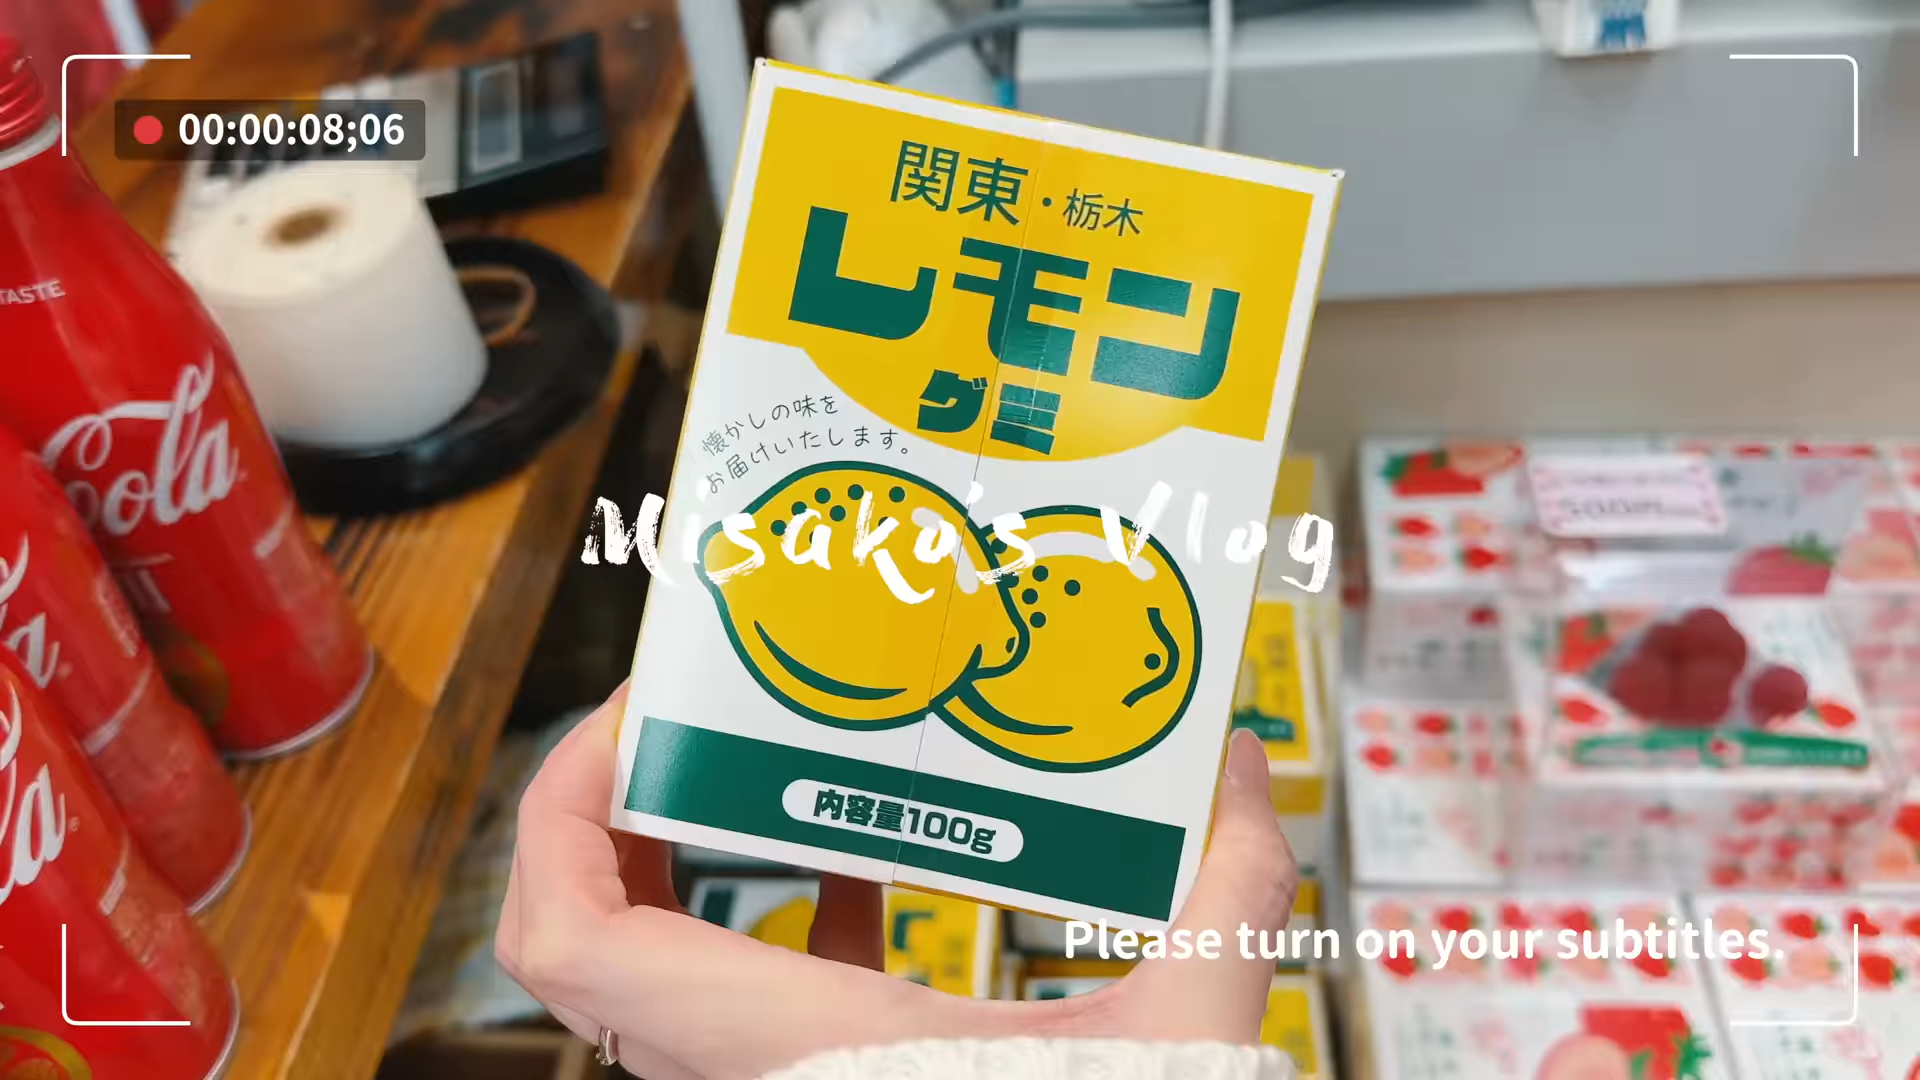 00:00:08;06
関東・栃木
レモン
グミ
懐かしの味を
お届けいたします。
Misako's Vlog
内容量100g
Please turn on your subtitles.
TASTE
Coca Cola